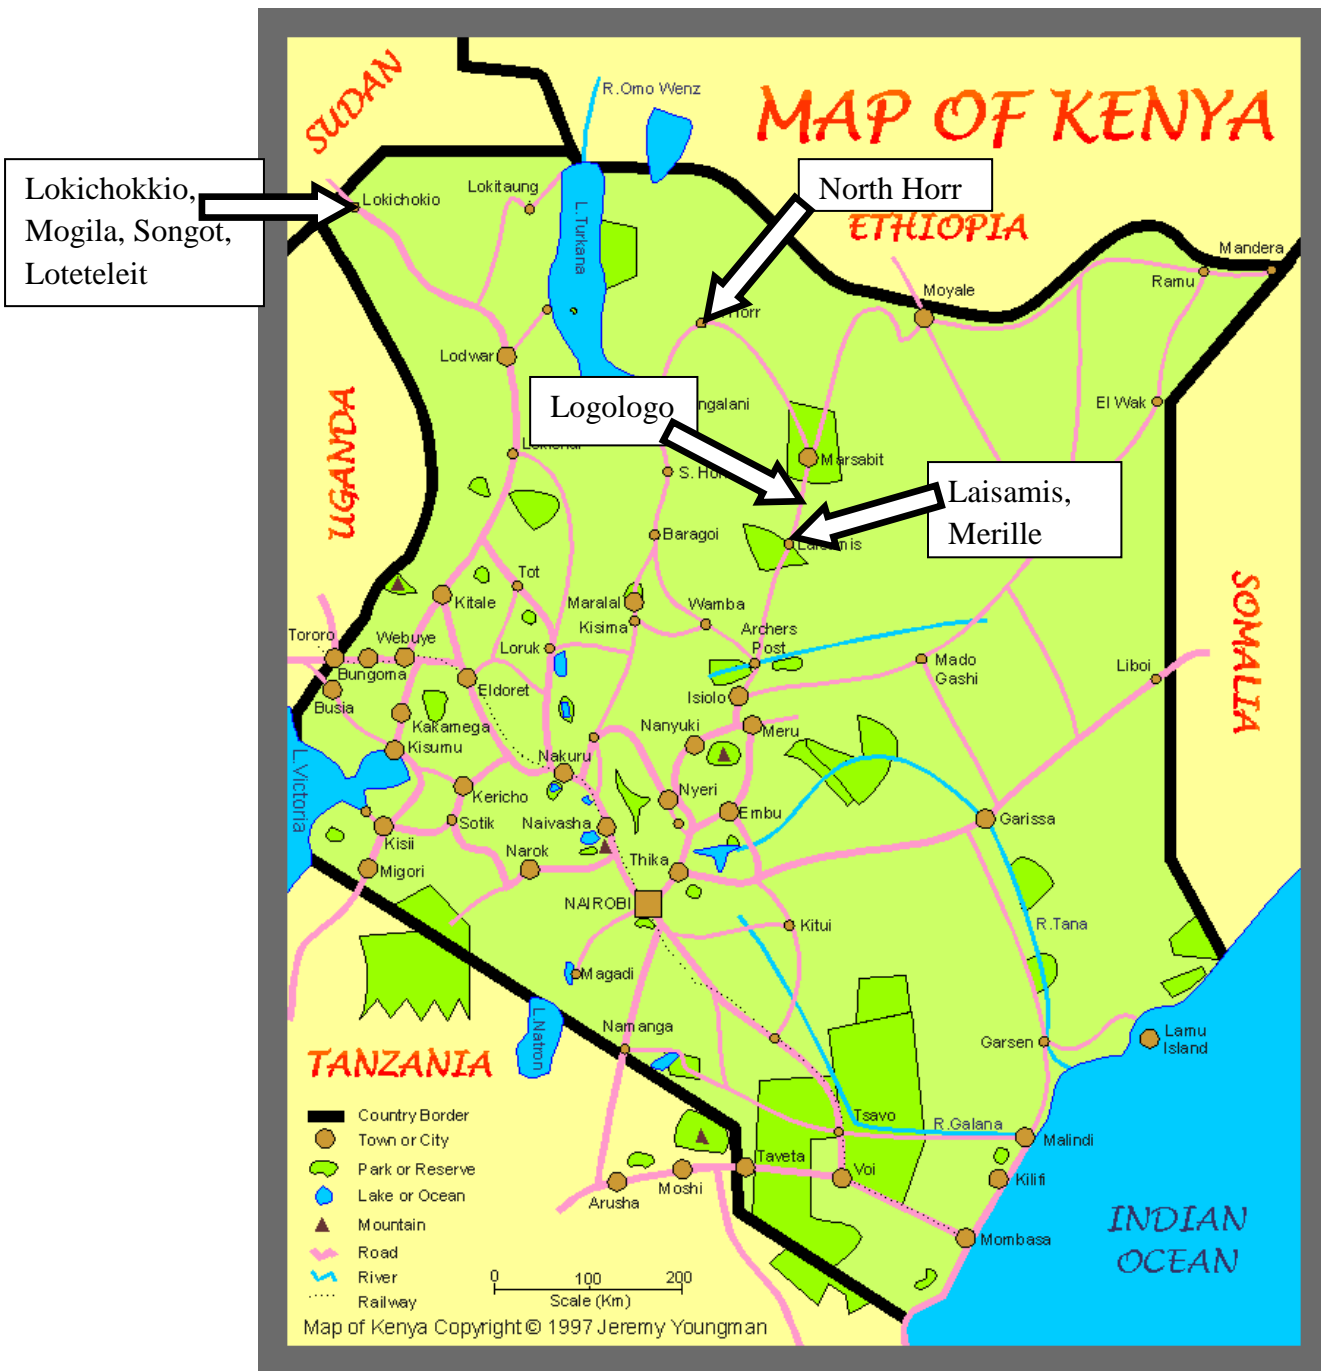 SUDAN
R.Omo Wenz
MAP OF KENYA
Lokichokkio,
Mogila, Songot,
Loteteleit
Lokichokio
Lokitaung
L.Turkana
North Horr
ETHIOPIA
Mandera
Ramu
Moyale
Horr
Lodwar
UGANDA
Logologo
ngalani
El Wak
Marsabit
S. Horr
Laisamis,
Merille
Baragoi
Laisamis
SOMALIA
Tot
Kitale
Maralal
Wamba
Kisima
Archers
Post
Tororo
Webuye
Loruk
Mado
Gashi
Liboi
Bungoma
Eldoret
Isiolo
Busia
Kakamega
Nanyuki
Meru
Kisumu
L.Victoria
Nakuru
Kericho
Nyeri
Embu
Sotik
Naivasha
Garissa
Kisii
Narok
Thika
Migori
NAIROBI
Kitui
R.Tana
Magadi
L.Natron
Namanga
Garsen
Lamu
Island
TANZANIA
Country Border
Town or City
Park or Reserve
Lake or Ocean
Mountain
Road
River
Railway
Tsavo
R.Galana
Malindi
Taveta
Voi
Kilifi
Moshi
Arusha
Mombasa
INDIAN
OCEAN
0 100 200
Scale (Km)
Map of Kenya Copyright © 1997 Jeremy Youngman